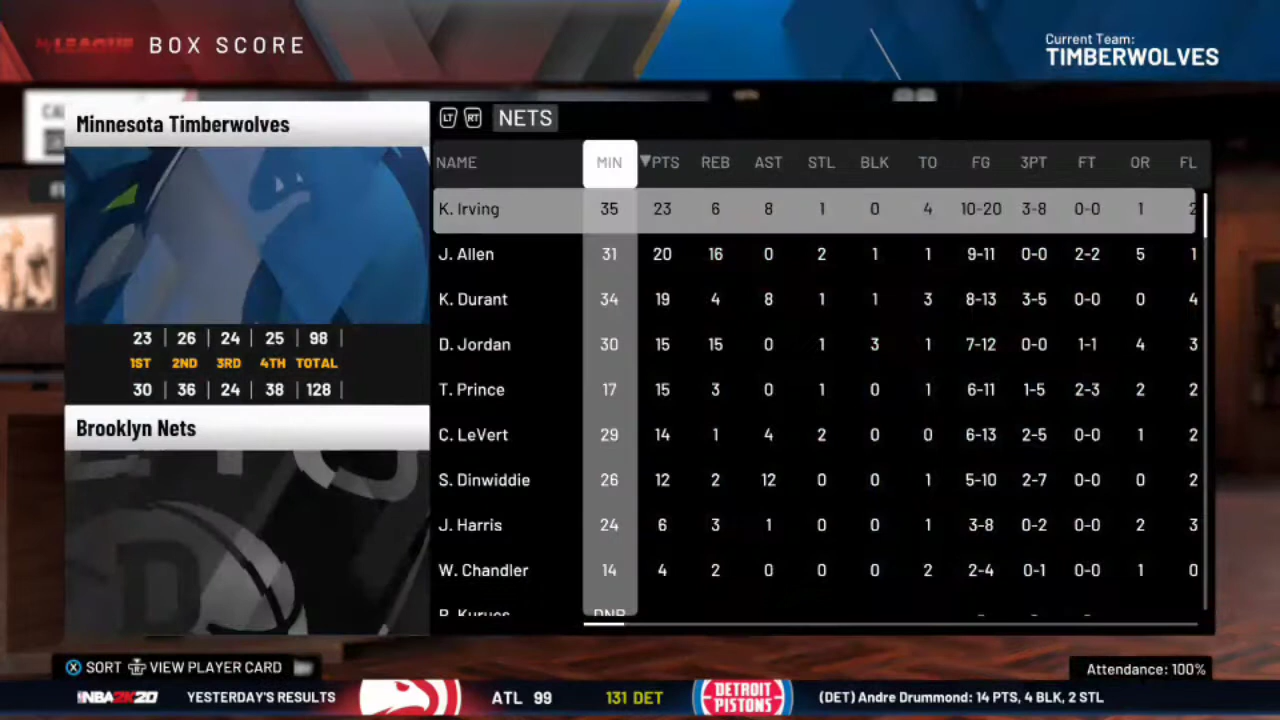 LEAGUE BOX SCORE
Current Team:
TIMBERWOLVES
Minnesota Timberwolves
23 | 26 | 24 | 25 | 98 |
1ST 2ND 3RD 4TH TOTAL
30 | 36 | 24 | 38 | 128 |
Brooklyn Nets
LT RT NETS
NAME MIN ▼PTS REB AST STL BLK TO FG 3PT FT OR FL
K. Irving 35 23 6 8 1 0 4 10-20 3-8 0-0 1 2
J. Allen 31 20 16 0 2 1 1 9-11 0-0 2-2 5 1
K. Durant 34 19 4 8 1 1 3 8-13 3-5 0-0 0 4
D. Jordan 30 15 15 0 1 3 1 7-12 0-0 1-1 4 3
T. Prince 17 15 3 0 1 0 1 6-11 1-5 2-3 2 2
C. LeVert 29 14 1 4 2 0 0 6-13 2-5 0-0 1 2
S. Dinwiddie 26 12 2 12 0 0 1 5-10 2-7 0-0 0 2
J. Harris 24 6 3 1 0 0 1 3-8 0-2 0-0 2 3
W. Chandler 14 4 2 0 0 0 2 2-4 0-1 0-0 1 0
R. Kurucs DNP - - -
X SORT VIEW PLAYER CARD
Attendance: 100%
NBA2K20 YESTERDAY'S RESULTS ATL 99 131 DET DETROIT PISTONS (DET) Andre Drummond: 14 PTS, 4 BLK, 2 STL